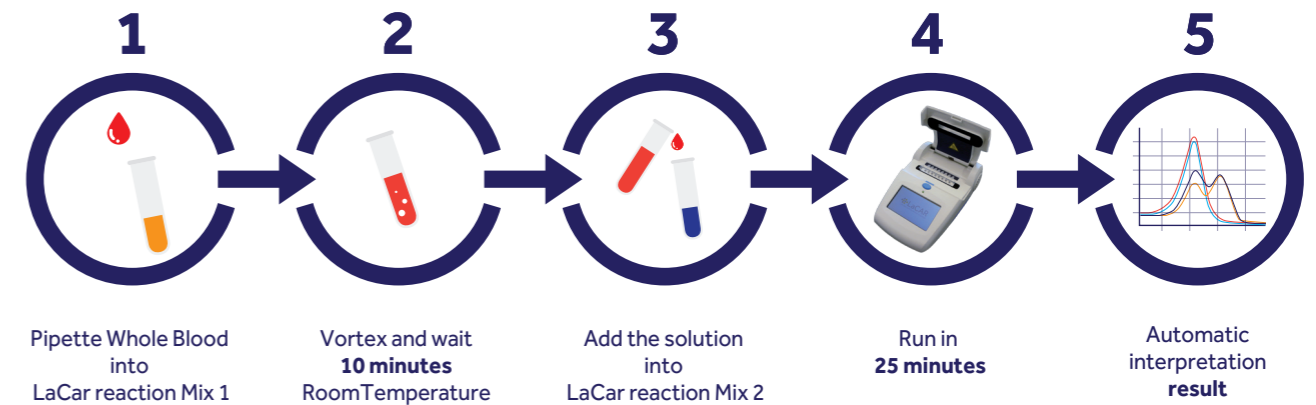 1
2
3
4
5
Pipette Whole Blood
into
LaCar reaction Mix 1
Vortex and wait
10 minutes
RoomTemperature
Add the solution
into
LaCar reaction Mix 2
Run in
25 minutes
Automatic
interpretation
result